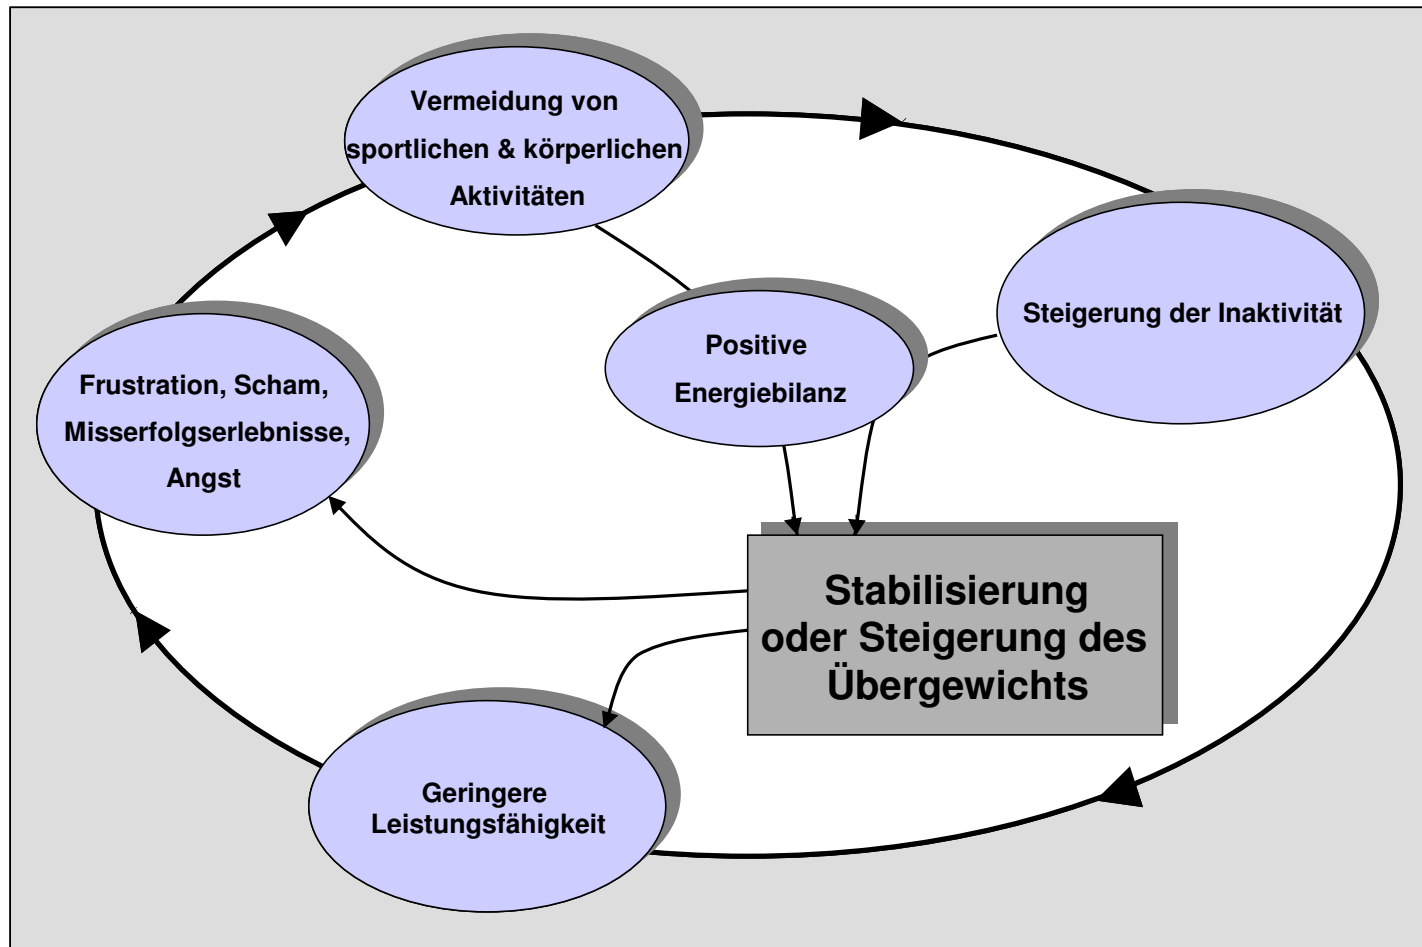 Vermeidung von
sportlichen & körperlichen
Aktivitäten
Steigerung der Inaktivität
Positive
Energiebilanz
Frustration, Scham,
Misserfolgserlebnisse,
Angst
Stabilisierung
oder Steigerung des
Übergewichts
Geringere
Leistungsfähigkeit